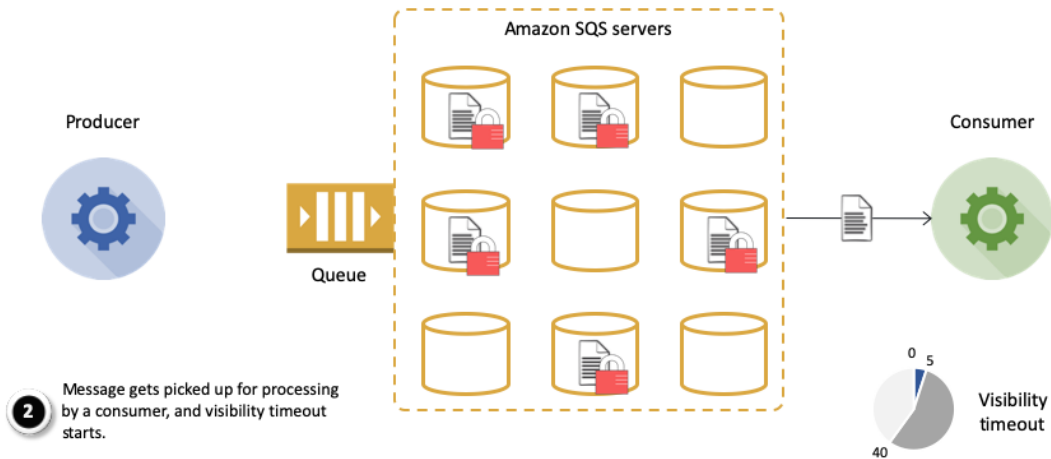 Amazon SQS servers
Producer
Consumer
Queue
2
Message gets picked up for processing
by a consumer, and visibility timeout
starts.
0
5
40
Visibility
timeout